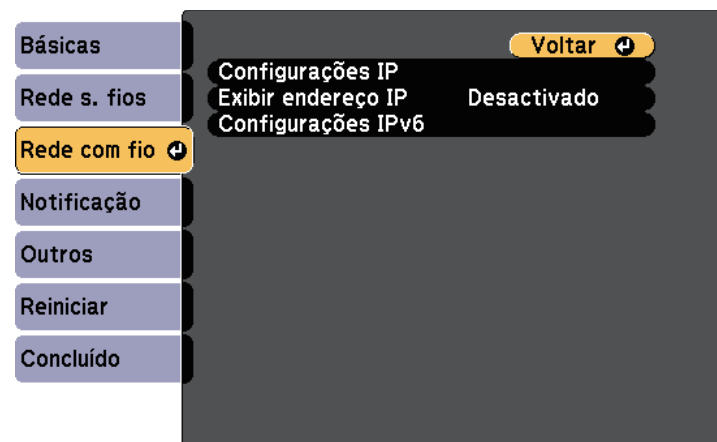 Básicas
Rede s. fios
Rede com fio
Notificação
Outros
Reiniciar
Concluído
Voltar
Configurações IP
Exibir endereço IP Desactivado
Configurações IPv6